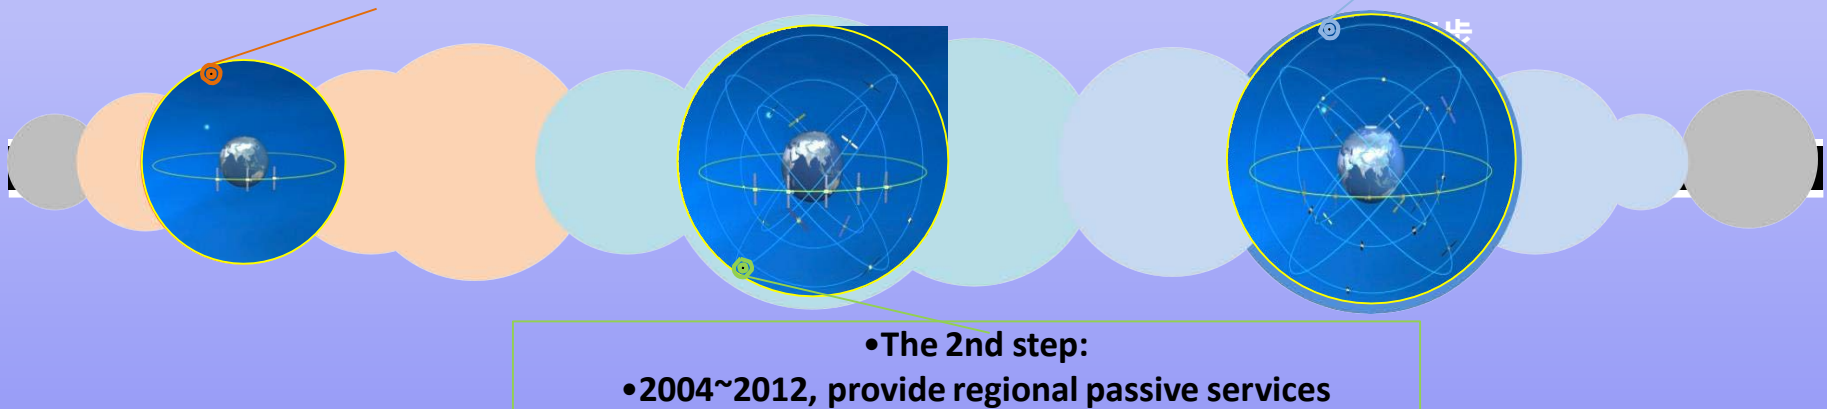 •The 2nd step:
•2004~2012, provide regional passive services